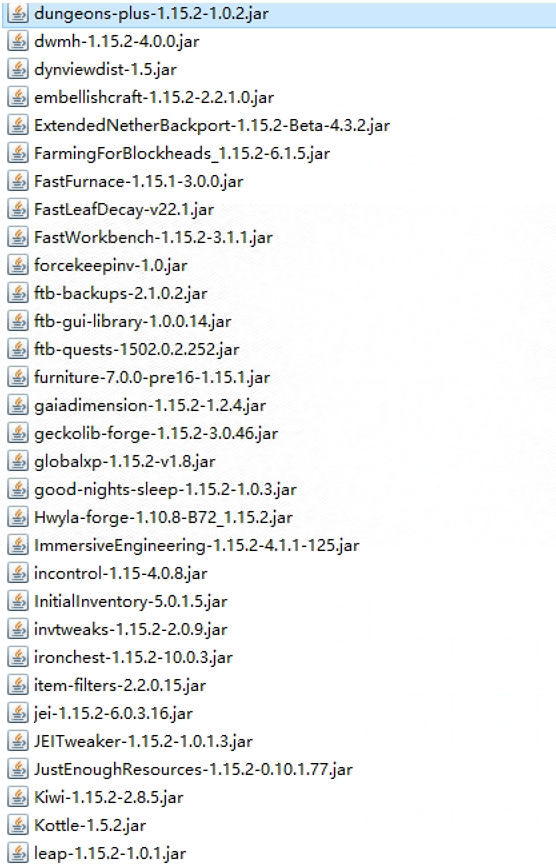 dungeons-plus-1.15.2-1.0.2.jar
dwmh-1.15.2-4.0.0.jar
dynviewdist-1.5.jar
embellishcraft-1.15.2-2.2.1.0.jar
ExtendedNetherBackport-1.15.2-Beta-4.3.2.jar
FarmingForBlockheads_1.15.2-6.1.5.jar
FastFurnace-1.15.1-3.0.0.jar
FastLeafDecay-v22.1.jar
FastWorkbench-1.15.2-3.1.1.jar
forcekeepinv-1.0.jar
ftb-backups-2.1.0.2.jar
ftb-gui-library-1.0.0.14.jar
ftb-quests-1502.0.2.252.jar
furniture-7.0.0-pre16-1.15.1.jar
gaiadimension-1.15.2-1.2.4.jar
geckolib-forge-1.15.2-3.0.46.jar
globalxp-1.15.2-v1.8.jar
good-nights-sleep-1.15.2-1.0.3.jar
Hwyla-forge-1.10.8-B72_1.15.2.jar
ImmersiveEngineering-1.15.2-4.1.1-125.jar
incontrol-1.15-4.0.8.jar
InitialInventory-5.0.1.5.jar
invtweaks-1.15.2-2.0.9.jar
ironchest-1.15.2-10.0.3.jar
item-filters-2.2.0.15.jar
jei-1.15.2-6.0.3.16.jar
JEITweaker-1.15.2-1.0.1.3.jar
JustEnoughResources-1.15.2-0.10.1.77.jar
Kiwi-1.15.2-2.8.5.jar
Kottle-1.5.2.jar
leap-1.15.2-1.0.1.jar